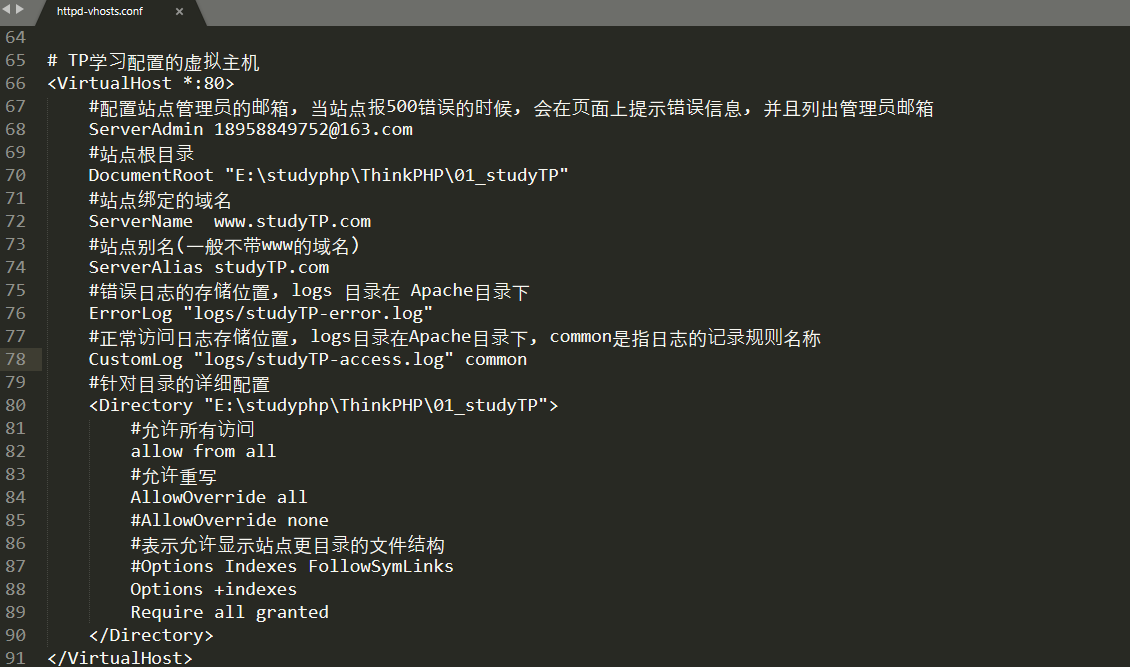 httpd-vhosts.conf ×
64
65 # TP学习配置的虚拟主机
66 <VirtualHost *:80>
67 #配置站点管理员的邮箱，当站点报500错误的时候，会在页面上提示错误信息，并且列出管理员邮箱
68 ServerAdmin 18958849752@163.com
69 #站点根目录
70 DocumentRoot "E:\studyphp\ThinkPHP\01_studyTP"
71 #站点绑定的域名
72 ServerName  www.studyTP.com
73 #站点别名(一般不带www的域名)
74 ServerAlias studyTP.com
75 #错误日志的存储位置，logs 目录在 Apache目录下
76 ErrorLog "logs/studyTP-error.log"
77 #正常访问日志存储位置，logs目录在Apache目录下，common是指日志的记录规则名称
78 CustomLog "logs/studyTP-access.log" common
79 #针对目录的详细配置
80 <Directory "E:\studyphp\ThinkPHP\01_studyTP">
81 #允许所有访问
82 allow from all
83 #允许重写
84 AllowOverride all
85 #AllowOverride none
86 #表示允许显示站点更目录的文件结构
87 #Options Indexes FollowSymLinks
88 Options +indexes
89 Require all granted
90 </Directory>
91 </VirtualHost>